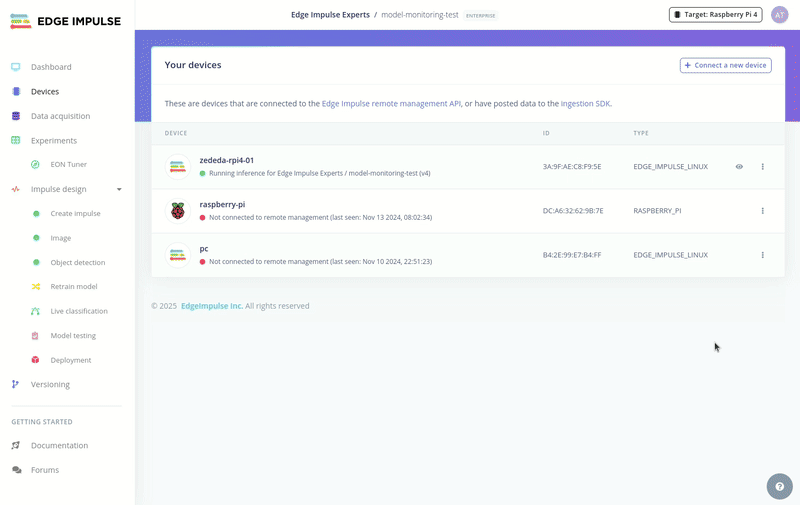 EDGE IMPULSE
Edge Impulse Experts / model-monitoring-test ENTERPRISE
Target: Raspberry Pi 4
AT
Dashboard
Devices
Data acquisition
Experiments
EON Tuner
Impulse design
Create impulse
Image
Object detection
Retrain model
Live classification
Model testing
Deployment
Versioning
GETTING STARTED
Documentation
Forums
Your devices
+ Connect a new device
These are devices that are connected to the Edge Impulse remote management API, or have posted data to the ingestion SDK.
DEVICE ID TYPE
zededa-rpi4-01
Running inference for Edge Impulse Experts / model-monitoring-test (v4)
3A:9F:AE:C8:F9:5E EDGE_IMPULSE_LINUX
raspberry-pi
Not connected to remote management (last seen: Nov 13 2024, 08:02:34)
DC:A6:32:62:9B:7E RASPBERRY_PI
pc
Not connected to remote management (last seen: Nov 10 2024, 22:51:23)
B4:2E:99:E7:B4:FF EDGE_IMPULSE_LINUX
© 2025 EdgeImpulse Inc. All rights reserved